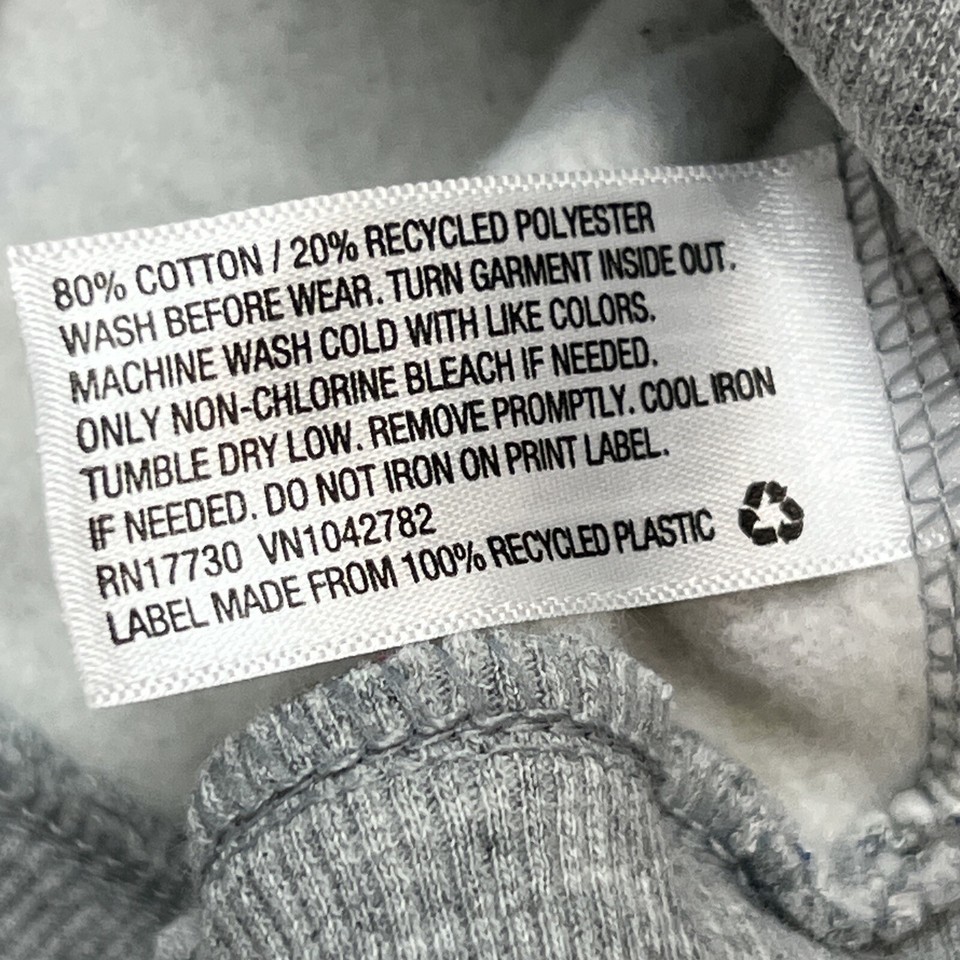 80% COTTON / 20% RECYCLED POLYESTER
WASH BEFORE WEAR. TURN GARMENT INSIDE OUT.
MACHINE WASH COLD WITH LIKE COLORS.
ONLY NON-CHLORINE BLEACH IF NEEDED.
TUMBLE DRY LOW. REMOVE PROMPTLY. COOL IRON
IF NEEDED. DO NOT IRON ON PRINT LABEL.
RN17730 VN1042782
LABEL MADE FROM 100% RECYCLED PLASTIC